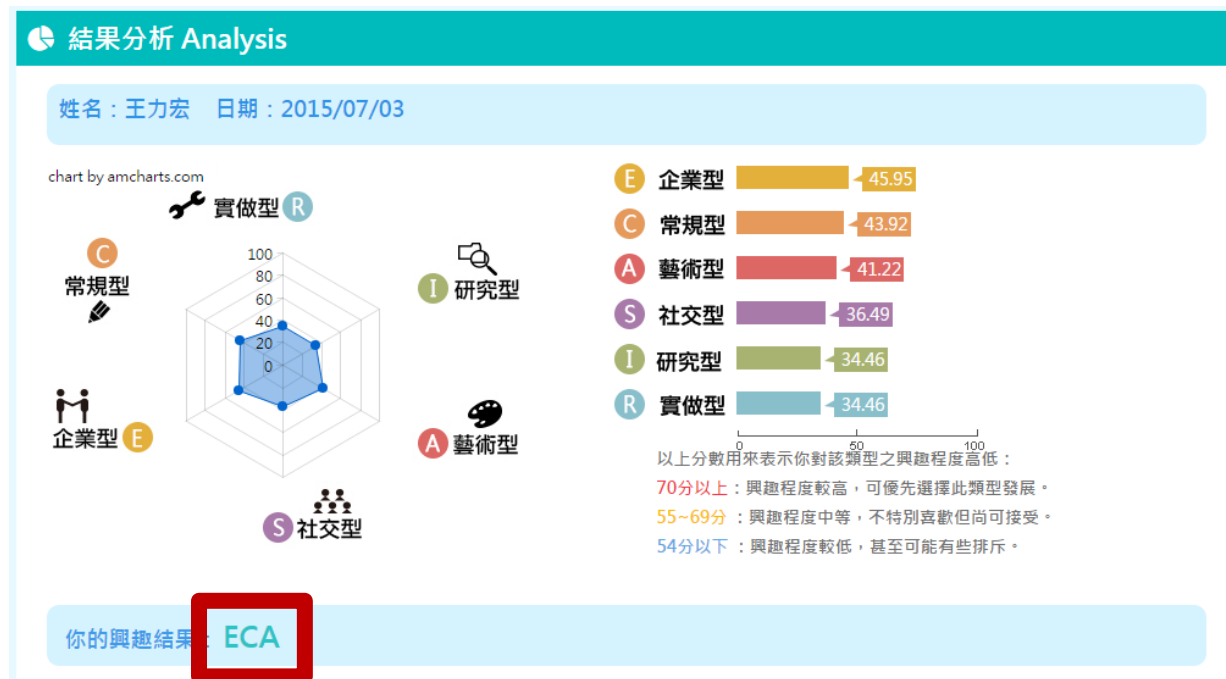 結果分析 Analysis
姓名：王力宏 日期：2015/07/03
chart by amcharts.com
實做型 R
C
常規型
I 研究型
100
80
60
40
20
0
企業型 E
A 藝術型
S 社交型
E 企業型 45.95
C 常規型 43.92
A 藝術型 41.22
S 社交型 36.49
I 研究型 34.46
R 實做型 34.46
0 50 100
以上分數用來表示你對該類型之興趣程度高低：
70分以上：興趣程度較高，可優先選擇此類型發展。
55~69分：興趣程度中等，不特別喜歡但尚可接受。
54分以下：興趣程度較低，甚至可能有些排斥。
你的興趣結果：ECA